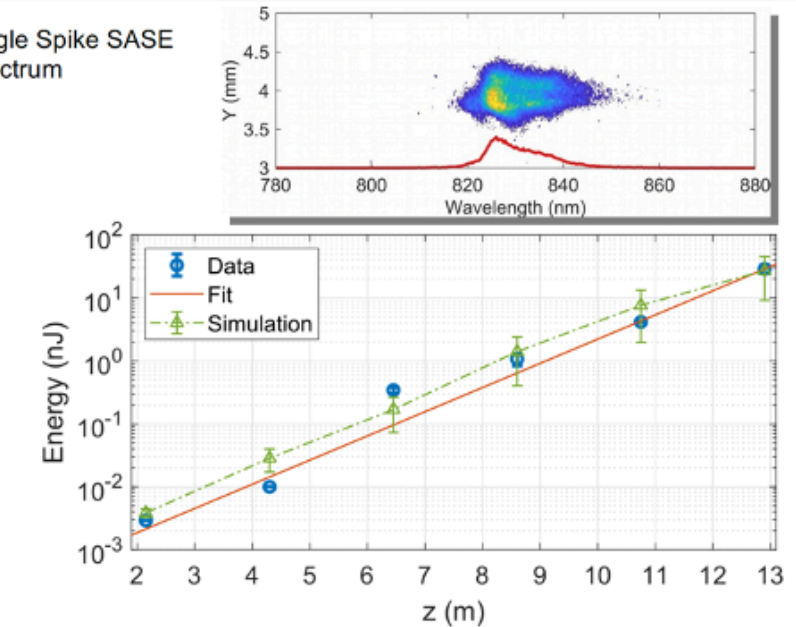 gle Spike SASE
ctrum
5
4.5
4
3.5
3
Y (mm)
780 800 820 840 860 880
Wavelength (nm)
10²
10¹
10⁰
10⁻¹
10⁻²
10⁻³
Energy (nJ)
Data
Fit
Simulation
2 3 4 5 6 7 8 9 10 11 12 13
z (m)